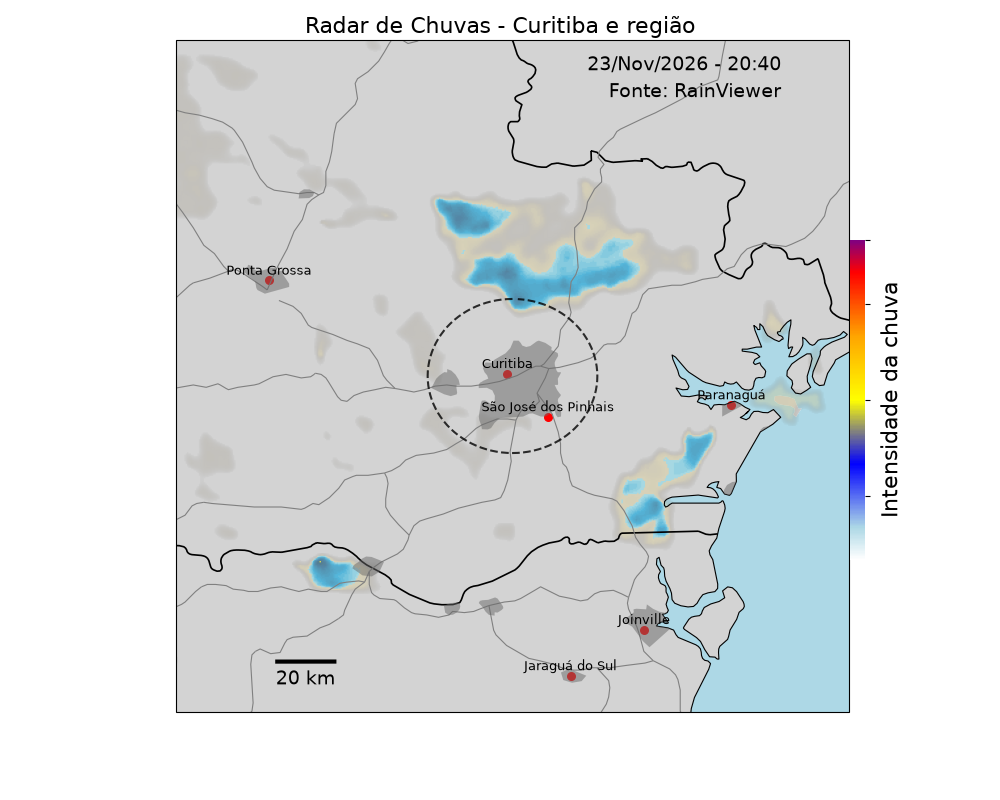 Radar de Chuvas - Curitiba e região
23/Nov/2026 - 20:40
Fonte: RainViewer
Ponta Grossa
Curitiba
Paranaguá
São José dos Pinhais
Intensidade da chuva
Joinville
Jaraguá do Sul
20 km